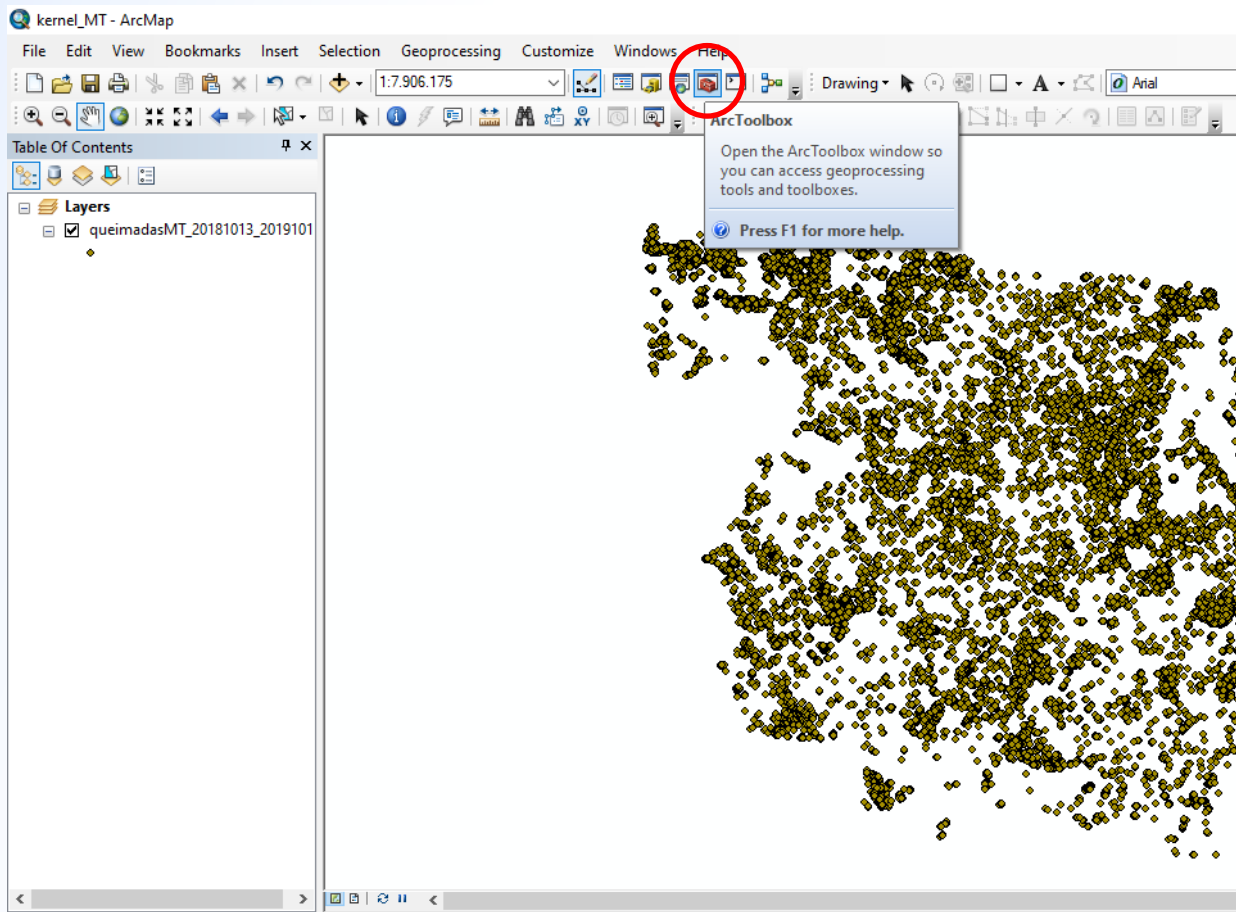 kernel_MT - ArcMap
File Edit View Bookmarks Insert Selection Geoprocessing Customize Windows Help
1:7.906.175 Drawing A Arial
Table Of Contents
ArcToolbox
Open the ArcToolbox window so
you can access geoprocessing
tools and toolboxes.
Press F1 for more help.
Layers
queimadasMT_20181013_2019101